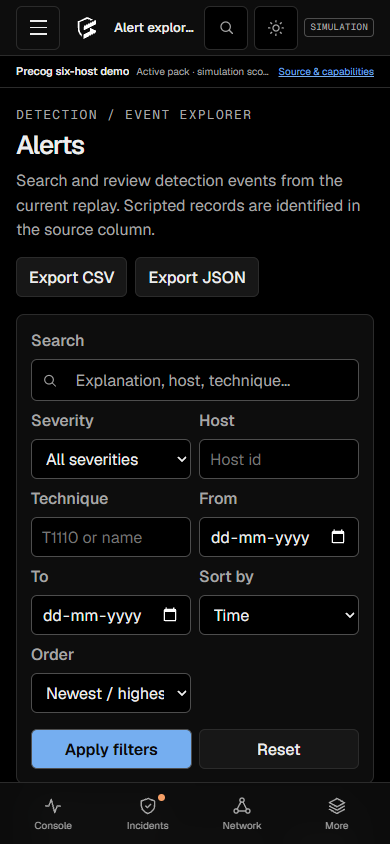 Alert explor...
SIMULATION
Precog six-host demo Active pack · simulation sco... Source & capabilities
DETECTION / EVENT EXPLORER
Alerts
Search and review detection events from the
current replay. Scripted records are identified in
the source column.
Export CSV Export JSON
Search
Explanation, host, technique...
Severity Host
All severities Host id
Technique From
T1110 or name dd-mm-yyyy
To Sort by
dd-mm-yyyy Time
Order
Newest / highes
Apply filters Reset
Console Incidents Network More